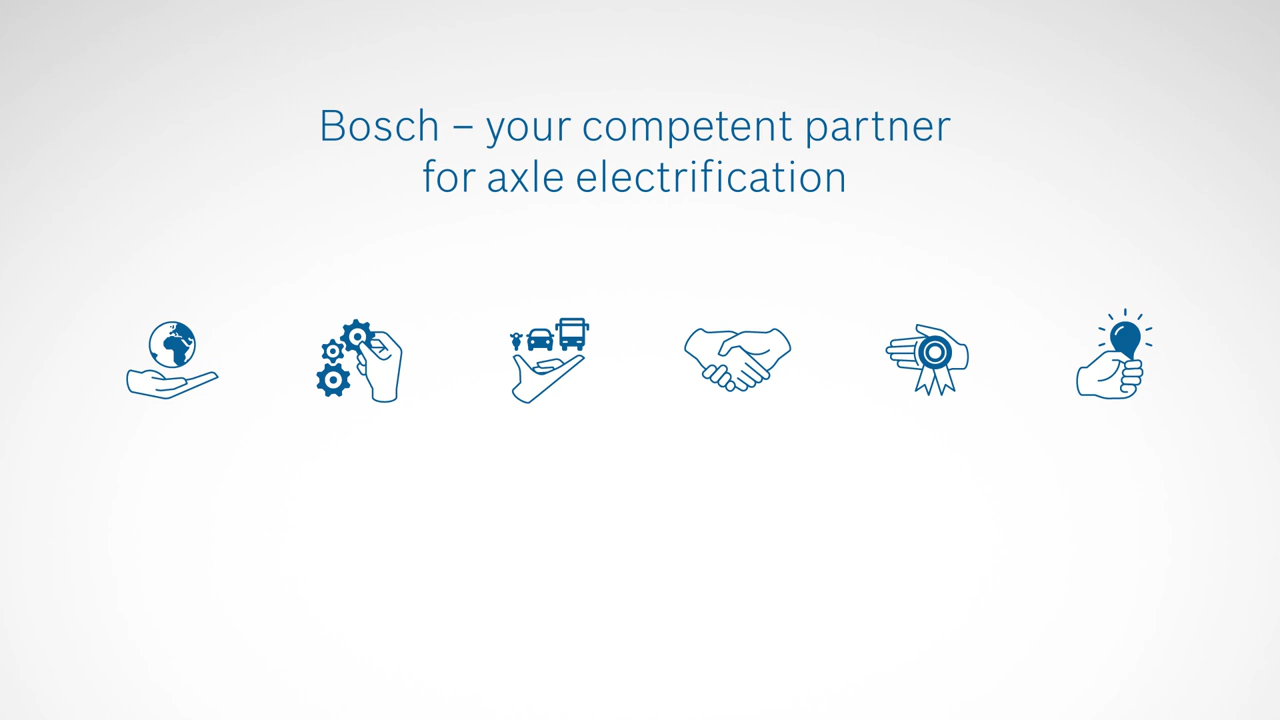 Bosch – your competent partner
for axle electrification